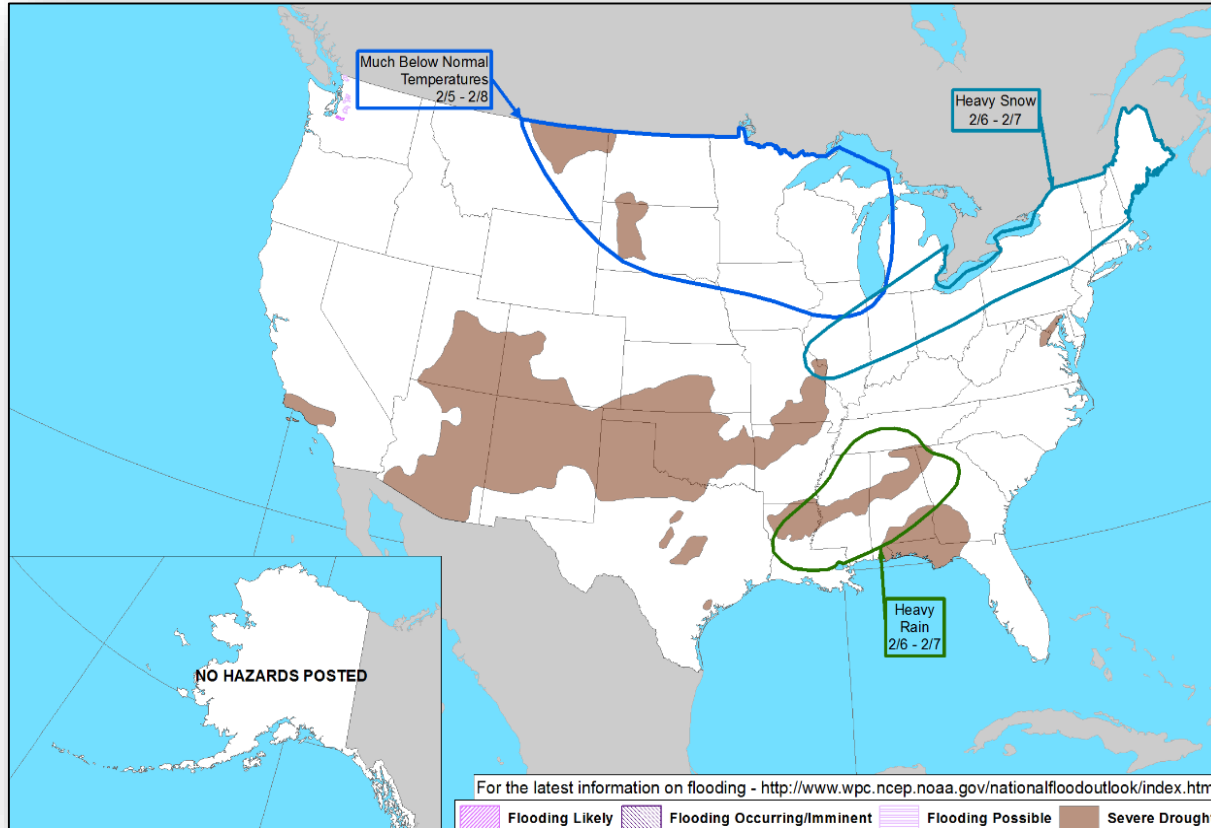 Much Below Normal
Temperatures
2/5 - 2/8
Heavy Snow
2/6 - 2/7
Heavy
Rain
2/6 - 2/7
NO HAZARDS POSTED
For the latest information on flooding - http://www.wpc.ncep.noaa.gov/nationalfloodoutlook/index.htm
Flooding Likely
Flooding Occurring/Imminent
Flooding Possible
Severe Drought